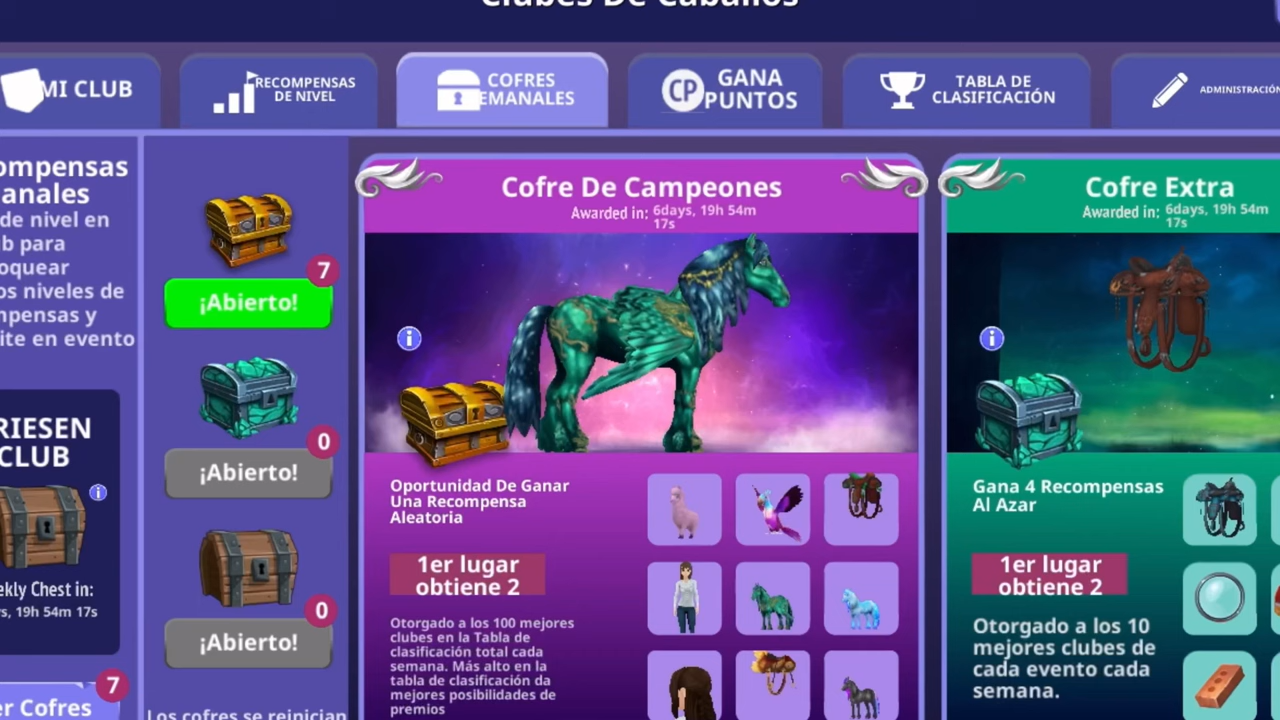 Clubes De Caballos
MI CLUB
RECOMPENSAS
DE NIVEL
COFRES
EMANALES
CP
GANA
PUNTOS
TABLA DE
CLASIFICACIÓN
ADMINISTRACIÓN
ompensas
anales
de nivel en
b para
oquear
os niveles de
mpensas y
ite en evento
RIESEN
CLUB
i
ekly Chest in:
s, 19h 54m 17s
7
er Cofres
7
¡Abierto!
0
¡Abierto!
0
¡Abierto!
Los cofres se reinician
Cofre De Campeones
Awarded in: 6days, 19h 54m
17s
i
Oportunidad De Ganar
Una Recompensa
Aleatoria
1er lugar
obtiene 2
Otorgado a los 100 mejores
clubes en la Tabla de
clasificación total cada
semana. Más alto en la
tabla de clasificación da
mejores posibilidades de
premios
Cofre Extra
Awarded in: 6days, 19h 54m
17s
i
Gana 4 Recompensas
Al Azar
1er lugar
obtiene 2
Otorgado a los 10
mejores clubes de
cada evento cada
semana.